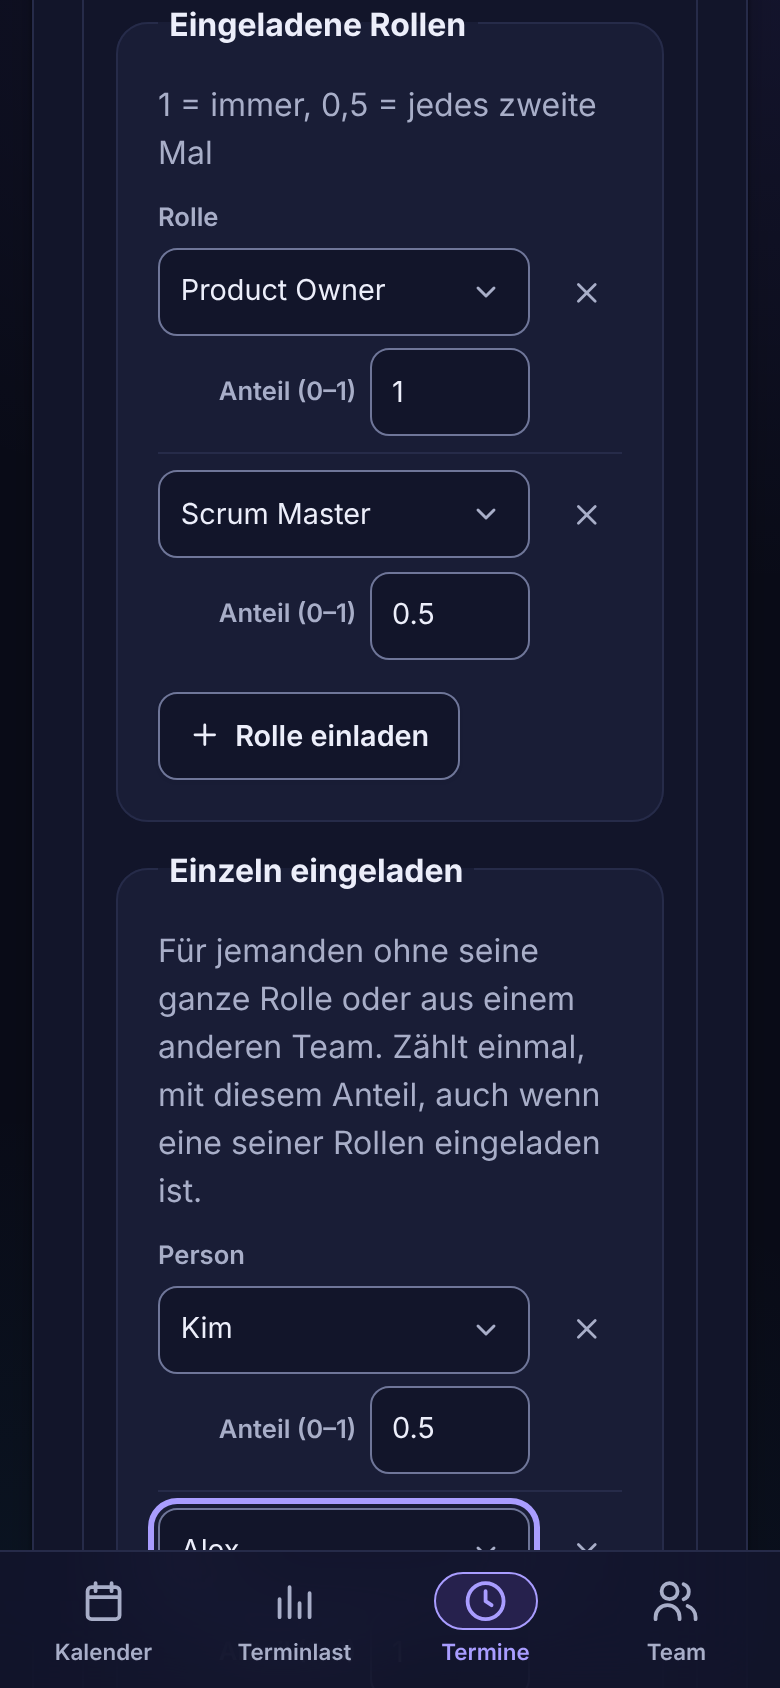 Eingeladene Rollen
1 = immer, 0,5 = jedes zweite
Mal
Rolle
Product Owner
Anteil (0–1)
1
Scrum Master
Anteil (0–1)
0.5
Rolle einladen
Einzeln eingeladen
Für jemanden ohne seine
ganze Rolle oder aus einem
anderen Team. Zählt einmal,
mit diesem Anteil, auch wenn
eine seiner Rollen eingeladen
ist.
Person
Kim
Anteil (0–1)
0.5
Alex
Kalender
Terminlast
Termine
Team